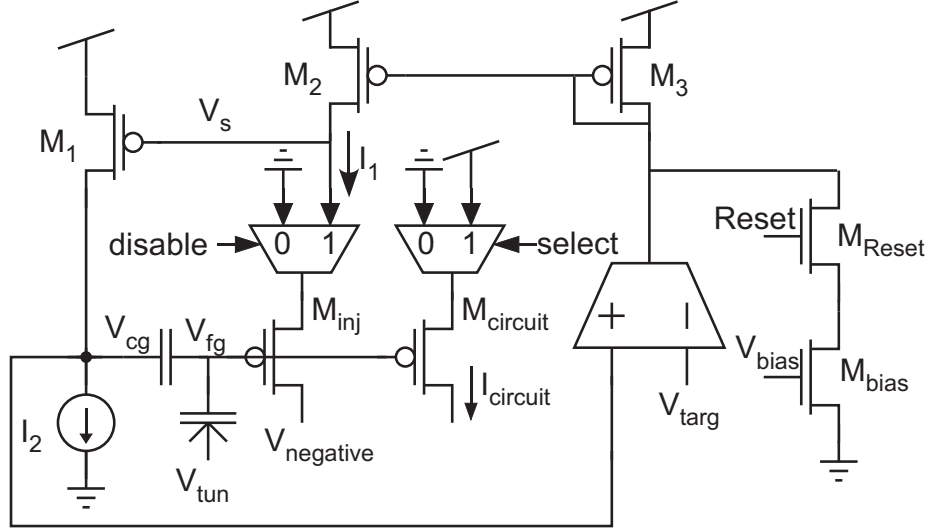 M2
M3
M1
Vs
I1
Reset
MReset
disable
0 1
0 1
select
Minj
Mcircuit
+ −
Vcg
Vfg
Vbias
Mbias
Icircuit
Vtarg
I2
Vnegative
Vtun